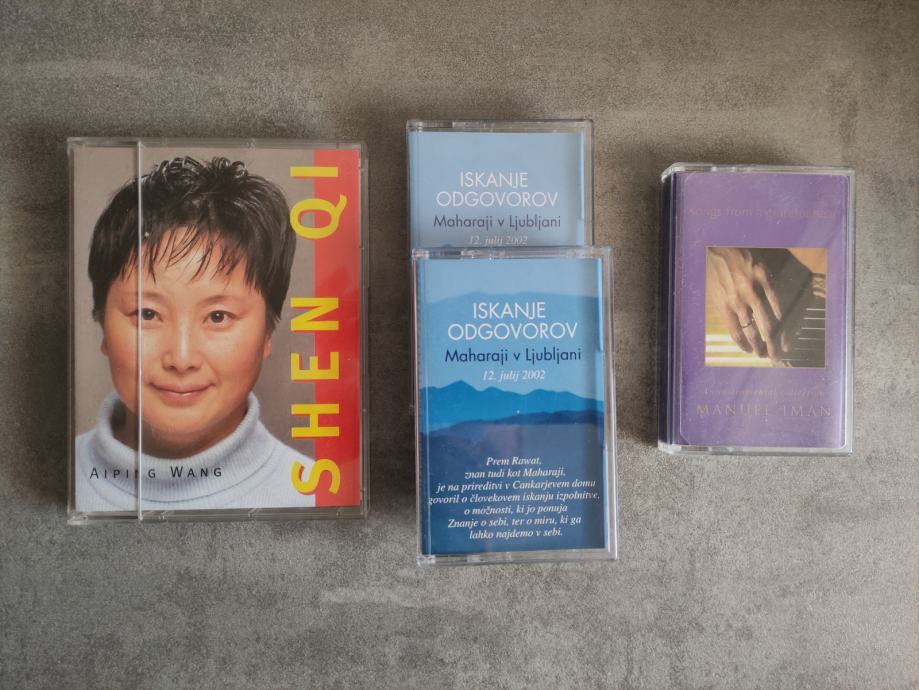 SHEN QI
AIPING WANG
ISKANJE
ODGOVOROV
Maharaji v Ljubljani
12. julij 2002
ISKANJE
ODGOVOROV
Maharaji v Ljubljani
12. julij 2002
Prem Rawat,
znan tudi kot Maharaji,
je na prireditvi v Cankarjevem domu
govoril o človekovem iskanju izpolnitve,
o možnosti, ki jo ponuja
Znanje o sebi, ter o miru, ki ga
lahko najdemo v sebi.
songs from a
MANUEL IMAN